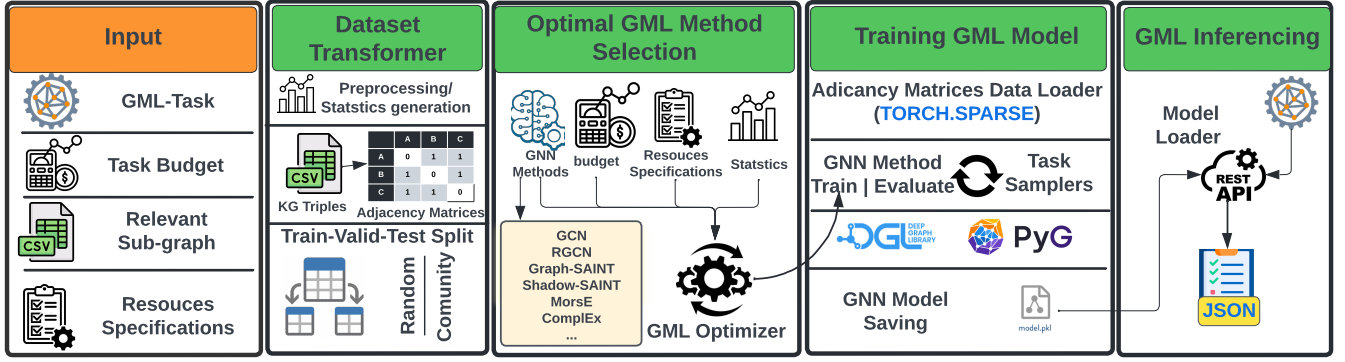 Input
GML-Task
Task Budget
CSV
Relevant
Sub-graph
Resouces
Specifications
Dataset
Transformer
Preprocessing/
Statstics generation
CSV
KG Triples
A B C
A 0 1 1
B 1 0 1
C 1 1 0
Adjacency Matrices
Train-Valid-Test Split
Random
Comunity
Optimal GML Method
Selection
GNN
Methods
budget
Resouces
Specifications
Statstics
GCN
RGCN
Graph-SAINT
Shadow-SAINT
MorsE
ComplEx
...
GML Optimizer
Training GML Model
Adicancy Matrices Data Loader
(TORCH.SPARSE)
GNN Method
Train | Evaluate
Task
Samplers
DGL
DEEP
GRAPH
LIBRARY
PyG
GNN Model
Saving
model.pkl
GML Inferencing
Model
Loader
REST
API
JSON